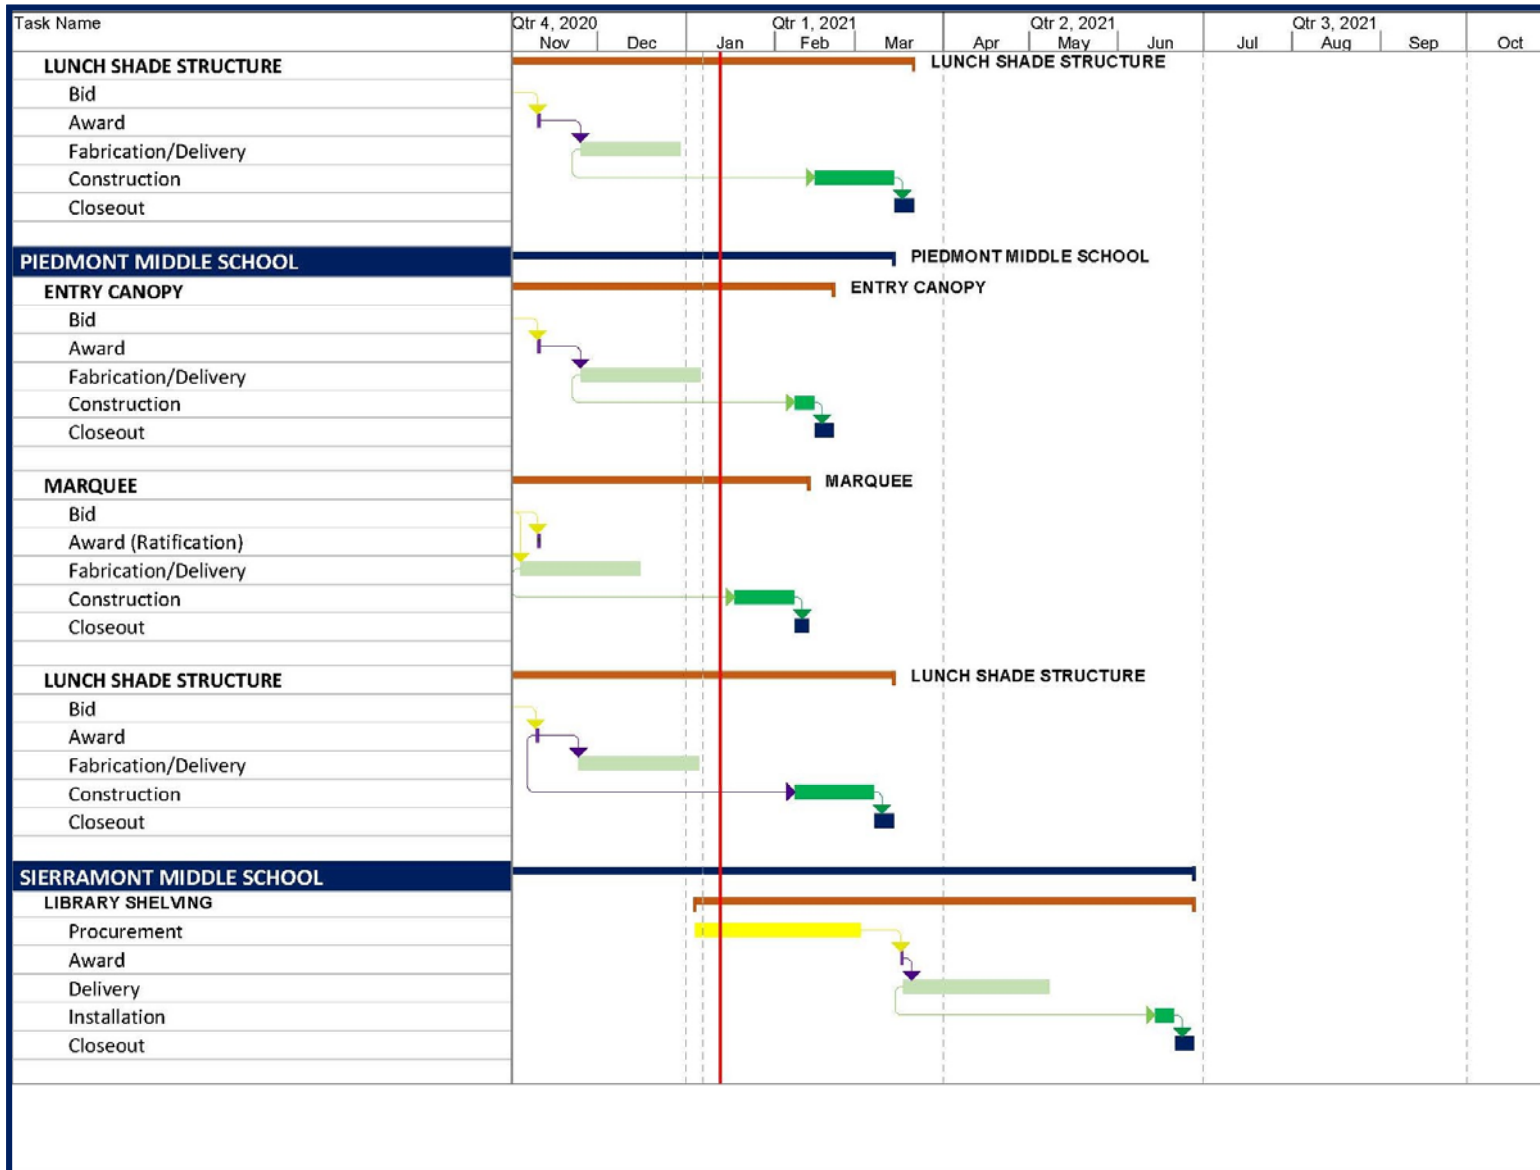 Task Name Qtr 4, 2020 Qtr 1, 2021 Qtr 2, 2021 Qtr 3, 2021
Nov Dec Jan Feb Mar Apr May Jun Jul Aug Sep Oct
LUNCH SHADE STRUCTURE LUNCH SHADE STRUCTURE
Bid
Award
Fabrication/Delivery
Construction
Closeout
PIEDMONT MIDDLE SCHOOL PIEDMONT MIDDLE SCHOOL
ENTRY CANOPY ENTRY CANOPY
Bid
Award
Fabrication/Delivery
Construction
Closeout
MARQUEE MARQUEE
Bid
Award (Ratification)
Fabrication/Delivery
Construction
Closeout
LUNCH SHADE STRUCTURE LUNCH SHADE STRUCTURE
Bid
Award
Fabrication/Delivery
Construction
Closeout
SIERRAMONT MIDDLE SCHOOL
LIBRARY SHELVING
Procurement
Award
Delivery
Installation
Closeout